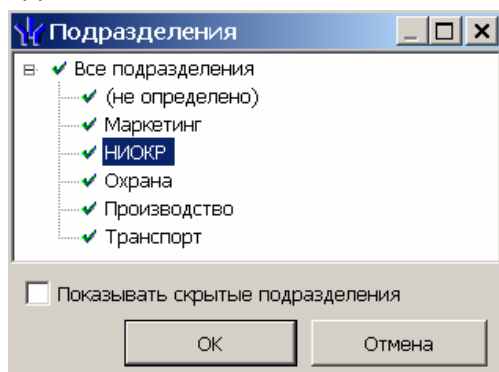 Подразделения
Все подразделения
(не определено)
Маркетинг
НИОКР
Охрана
Производство
Транспорт
Показывать скрытые подразделения
ОК
Отмена